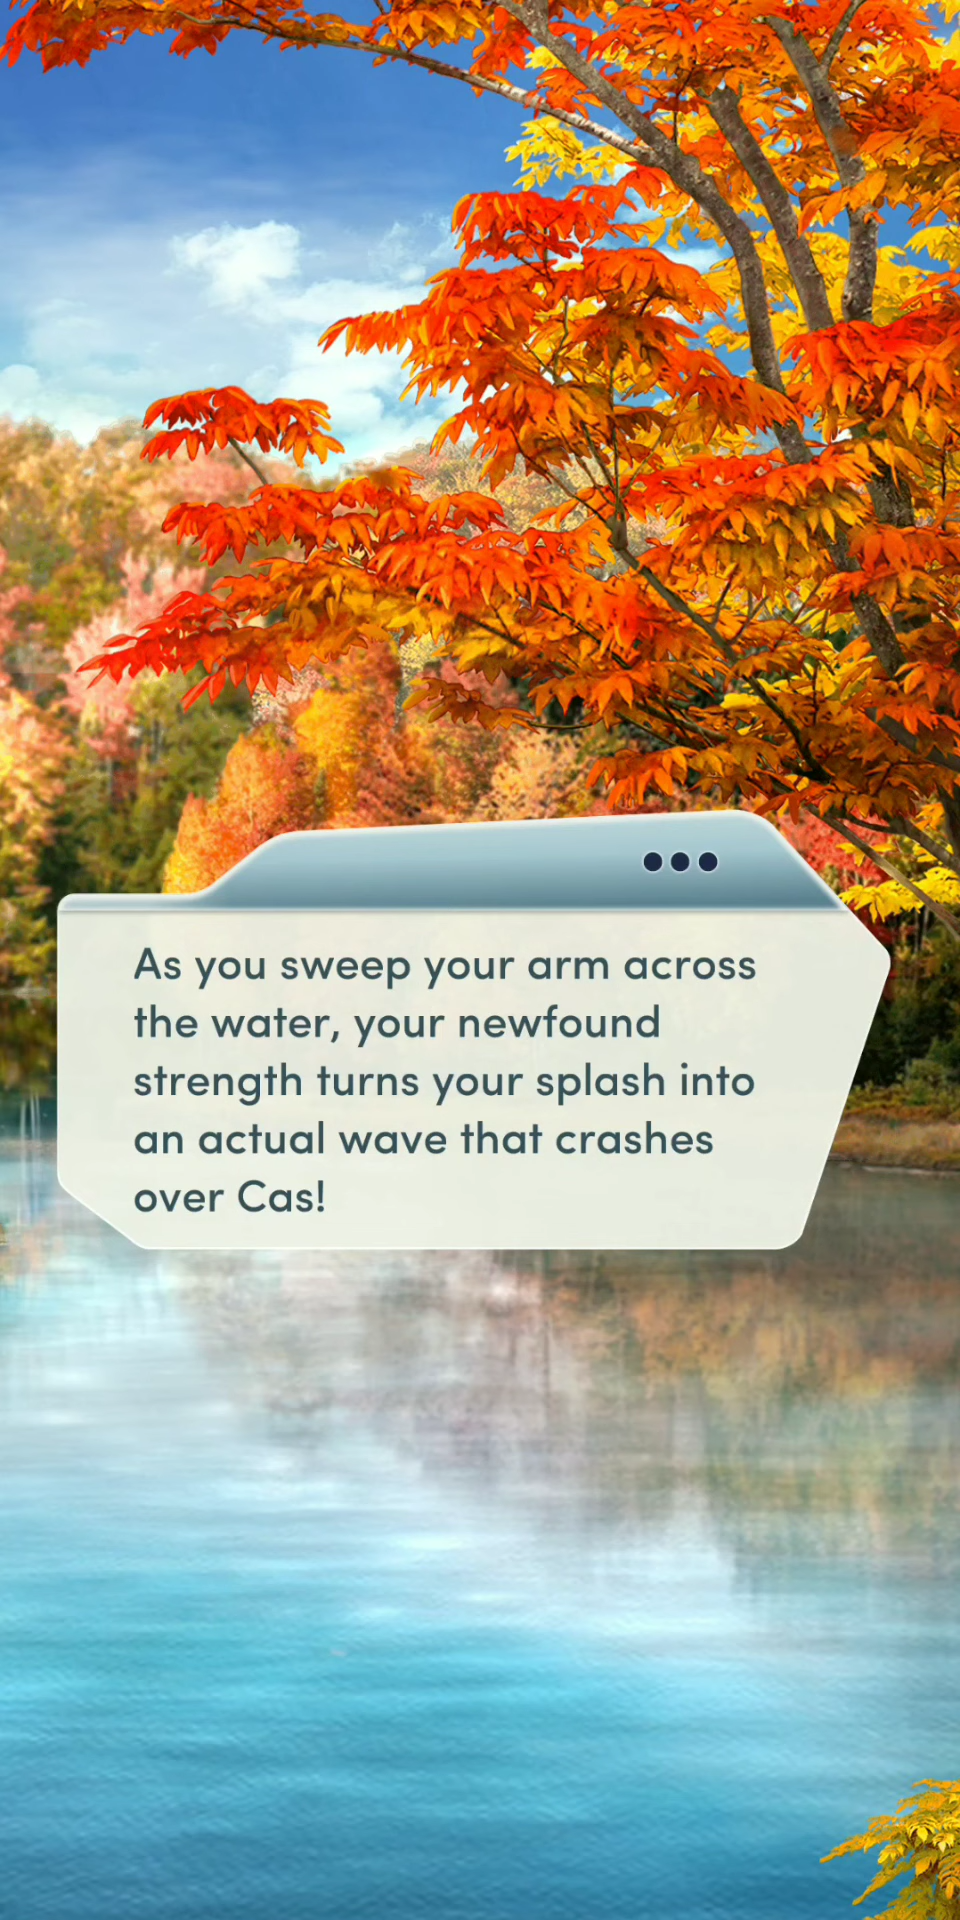 As you sweep your arm across
the water, your newfound
strength turns your splash into
an actual wave that crashes
over Cas!